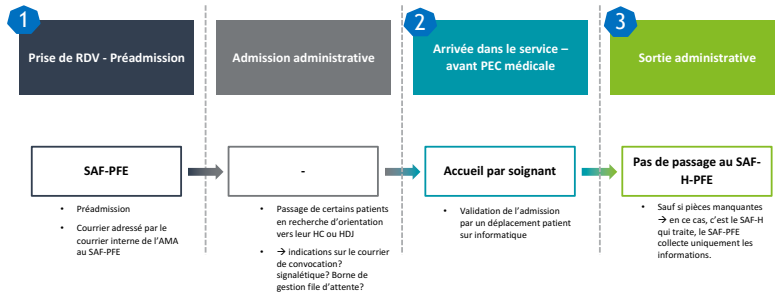 1
Prise de RDV - Préadmission
Admission administrative
2
Arrivée dans le service –
avant PEC médicale
3
Sortie administrative
SAF-PFE
-
Accueil par soignant
Pas de passage au SAF-
H-PFE
• Préadmission
• Courrier adressé par le
courrier interne de l'AMA
au SAF-PFE
• Passage de certains patients
en recherche d'orientation
vers leur HC ou HDJ
• → indications sur le courrier
de convocation?
signalétique? Borne de
gestion file d'attente?
• Validation de l'admission
par un déplacement patient
sur informatique
• Sauf si pièces manquantes
→ en ce cas, c'est le SAF-H
qui traite, le SAF-PFE
collecte uniquement les
informations.